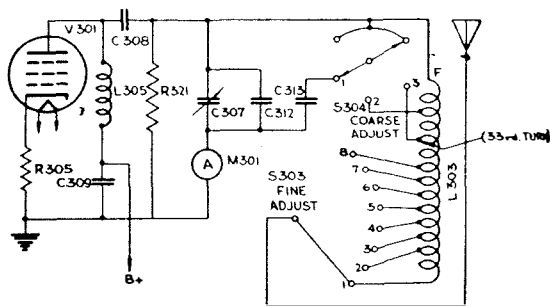 V301
C308
L305
R321
C307
C312
C313
1
S304
2
3
F
COARSE
ADJUST
(33rd. TURN)
L303
R305
C309
A
M301
S303
FINE
ADJUST
8
7
6
5
4
3
2
1
B+